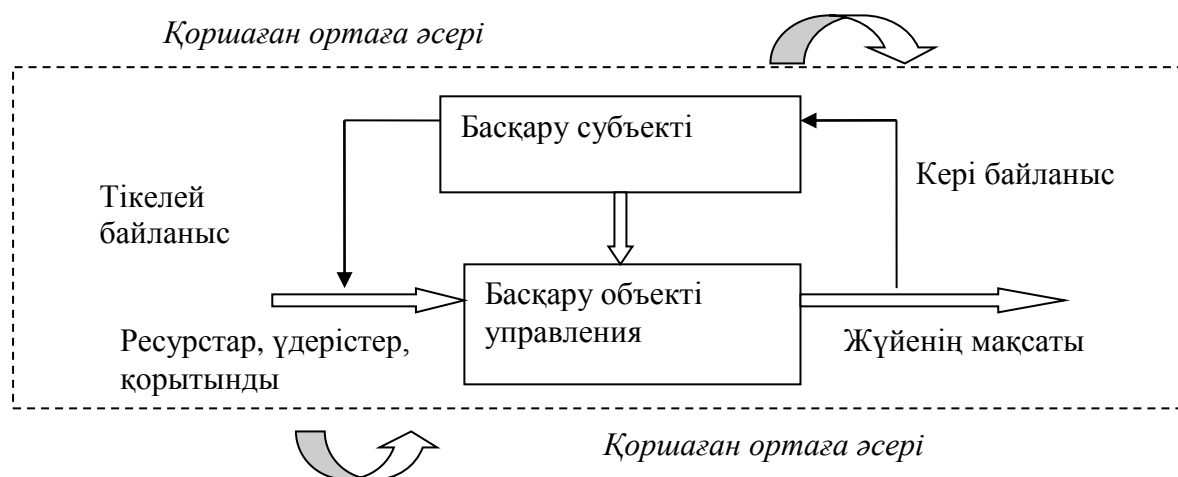 Қоршаған ортаға әсері
Басқару субъекті
Кері байланыс
Тікелей
байланыс
Басқару объекті
управления
Ресурстар, үдерістер,
қорытынды
Жүйенің мақсаты
Қоршаған ортаға әсері